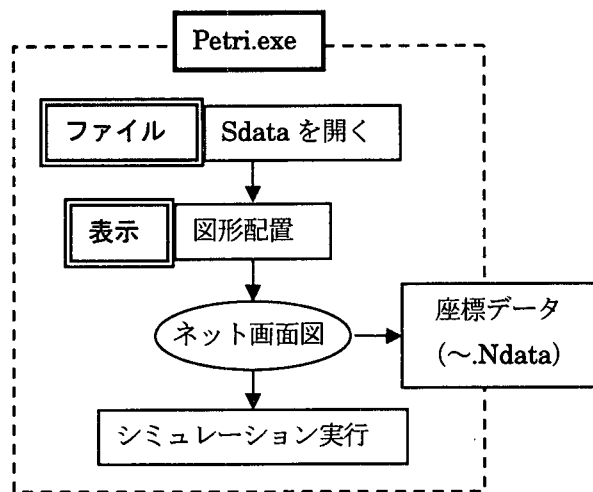 Petri.exe
ファイル
Sdata を開く
表示
図形配置
ネット画面図
座標データ
(～.Ndata)
シミュレーション実行